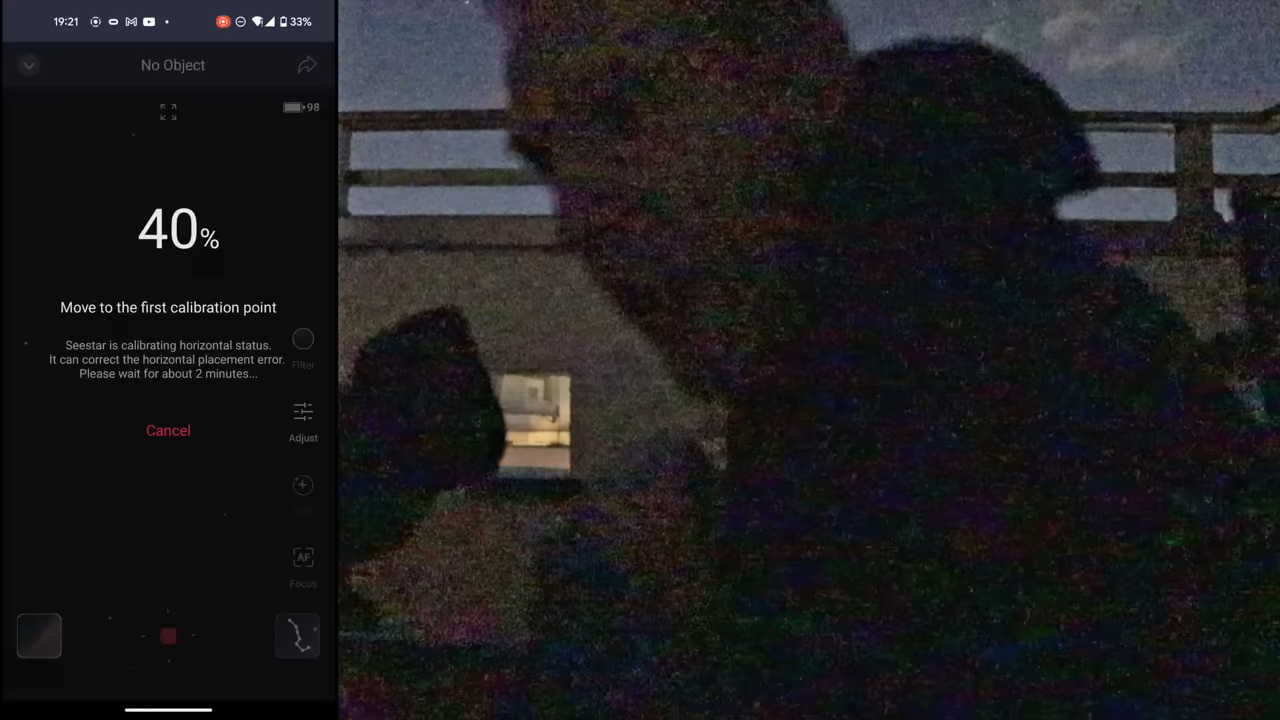 19:21
33%
No Object
98
40%
Move to the first calibration point
Seestar is calibrating horizontal status.
It can correct the horizontal placement error.
Please wait for about 2 minutes...
Filter
Cancel
Adjust
AF
Focus